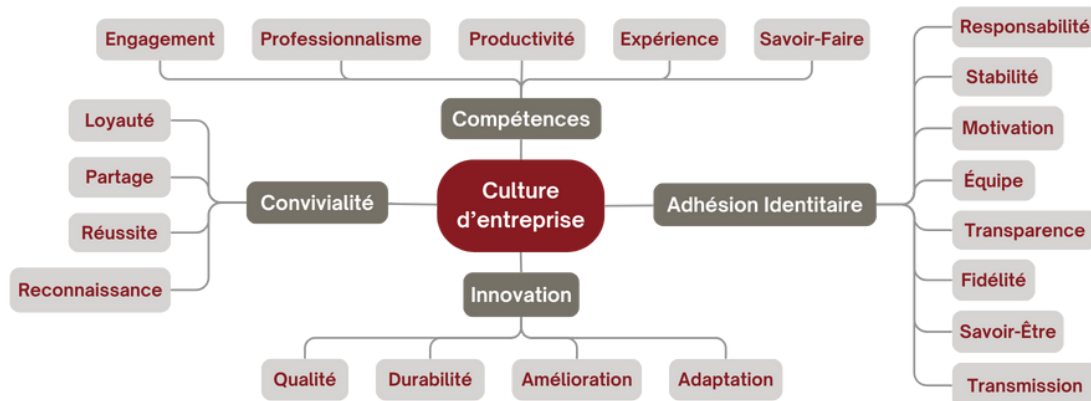 Engagement
Professionnalisme
Productivité
Expérience
Savoir-Faire
Compétences
Loyauté
Partage
Réussite
Reconnaissance
Convivialité
Culture
d’entreprise
Adhésion Identitaire
Responsabilité
Stabilité
Motivation
Équipe
Transparence
Fidélité
Savoir-Être
Transmission
Innovation
Qualité
Durabilité
Amélioration
Adaptation